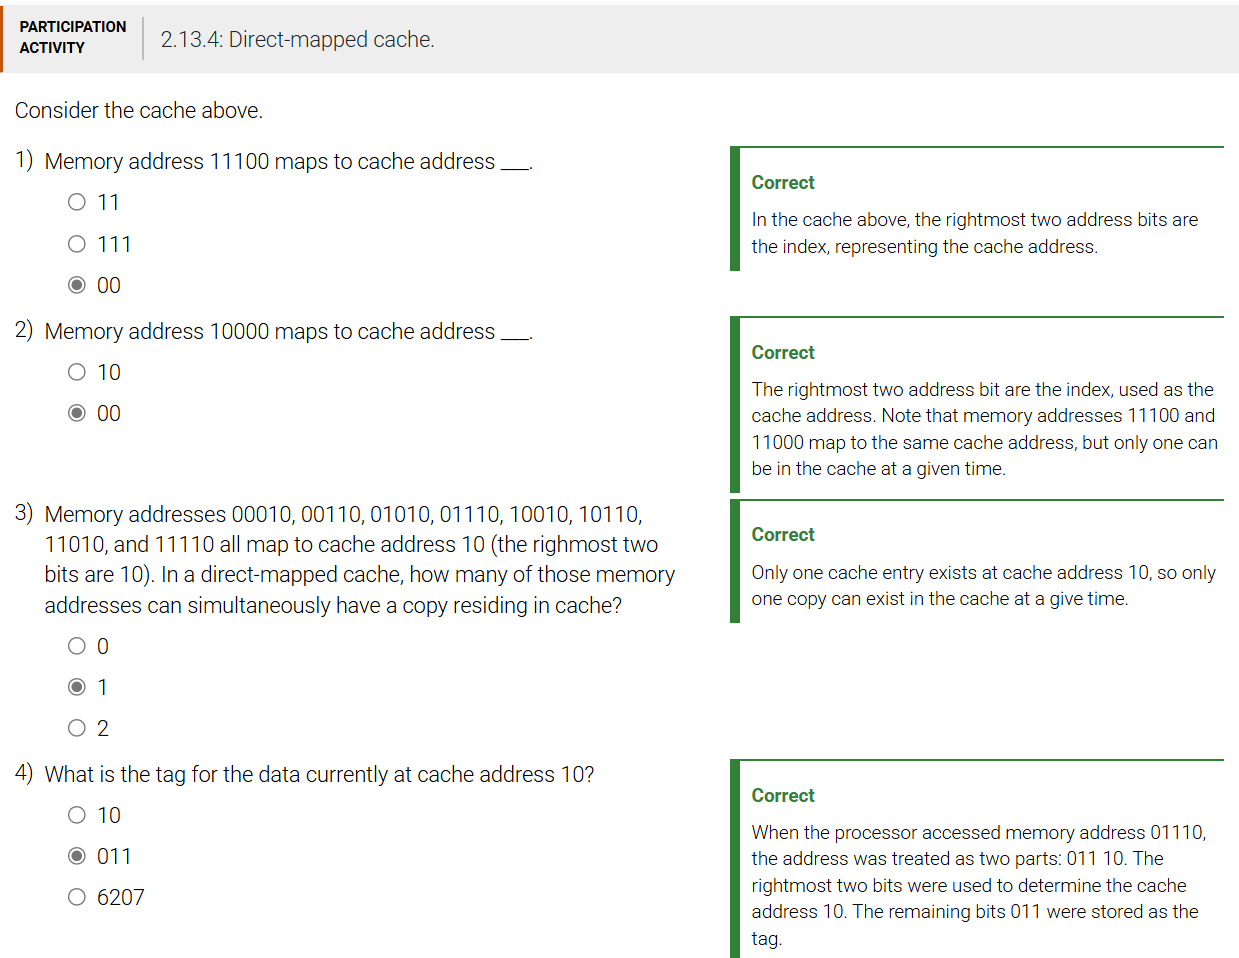 PARTICIPATION
ACTIVITY
2.13.4: Direct-mapped cache.
Consider the cache above.
1) Memory address 11100 maps to cache address ___.
11
111
00
Correct
In the cache above, the rightmost two address bits are
the index, representing the cache address.
2) Memory address 10000 maps to cache address ___.
10
00
Correct
The rightmost two address bit are the index, used as the
cache address. Note that memory addresses 11100 and
11000 map to the same cache address, but only one can
be in the cache at a given time.
3) Memory addresses 00010, 00110, 01010, 01110, 10010, 10110,
11010, and 11110 all map to cache address 10 (the righmost two
bits are 10). In a direct-mapped cache, how many of those memory
addresses can simultaneously have a copy residing in cache?
0
1
2
Correct
Only one cache entry exists at cache address 10, so only
one copy can exist in the cache at a give time.
4) What is the tag for the data currently at cache address 10?
10
011
6207
Correct
When the processor accessed memory address 01110,
the address was treated as two parts: 011 10. The
rightmost two bits were used to determine the cache
address 10. The remaining bits 011 were stored as the
tag.